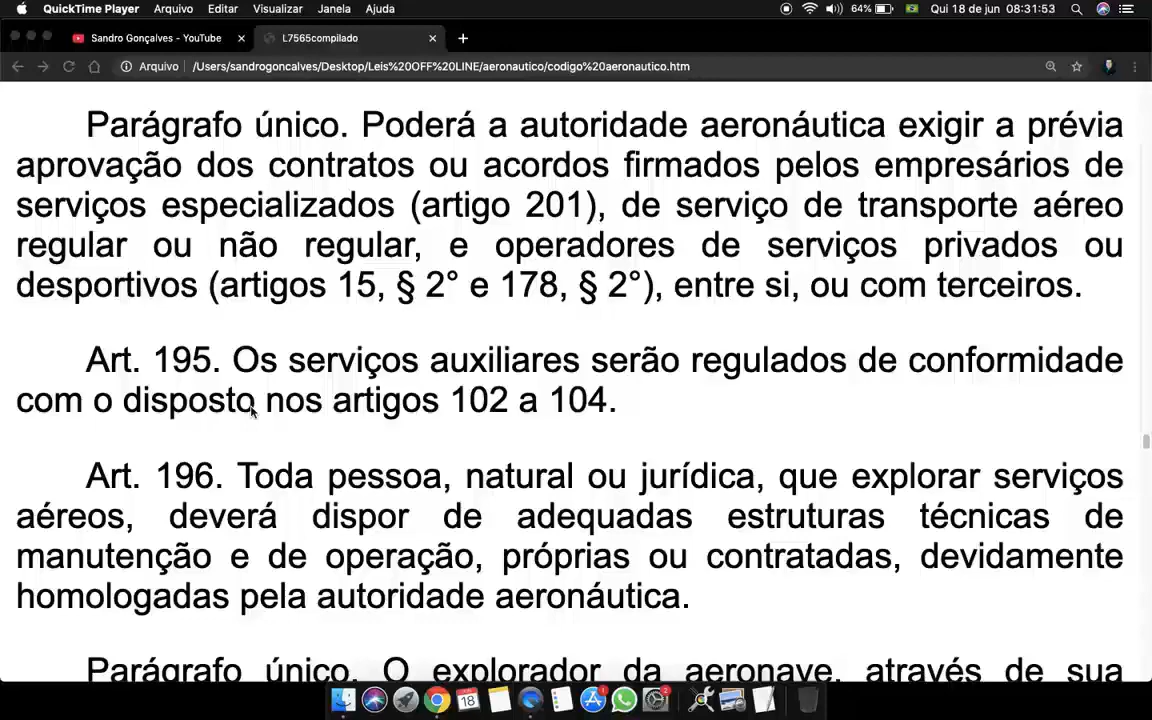 QuickTime Player Arquivo Editar Visualizar Janela Ajuda 64% Qui 18 de jun 08:31:53
Sandro Gonçalves - YouTube L7565compilado
Arquivo /Users/sandrogoncalves/Desktop/Leis%20OFF%20LINE/aeronautico/codigo%20aeronautico.htm
Parágrafo único. Poderá a autoridade aeronáutica exigir a prévia
aprovação dos contratos ou acordos firmados pelos empresários de
serviços especializados (artigo 201), de serviço de transporte aéreo
regular ou não regular, e operadores de serviços privados ou
desportivos (artigos 15, § 2° e 178, § 2°), entre si, ou com terceiros.
Art. 195. Os serviços auxiliares serão regulados de conformidade
com o disposto nos artigos 102 a 104.
Art. 196. Toda pessoa, natural ou jurídica, que explorar serviços
aéreos, deverá dispor de adequadas estruturas técnicas de
manutenção e de operação, próprias ou contratadas, devidamente
homologadas pela autoridade aeronáutica.
Parágrafo único. O explorador da aeronave, através de sua
18